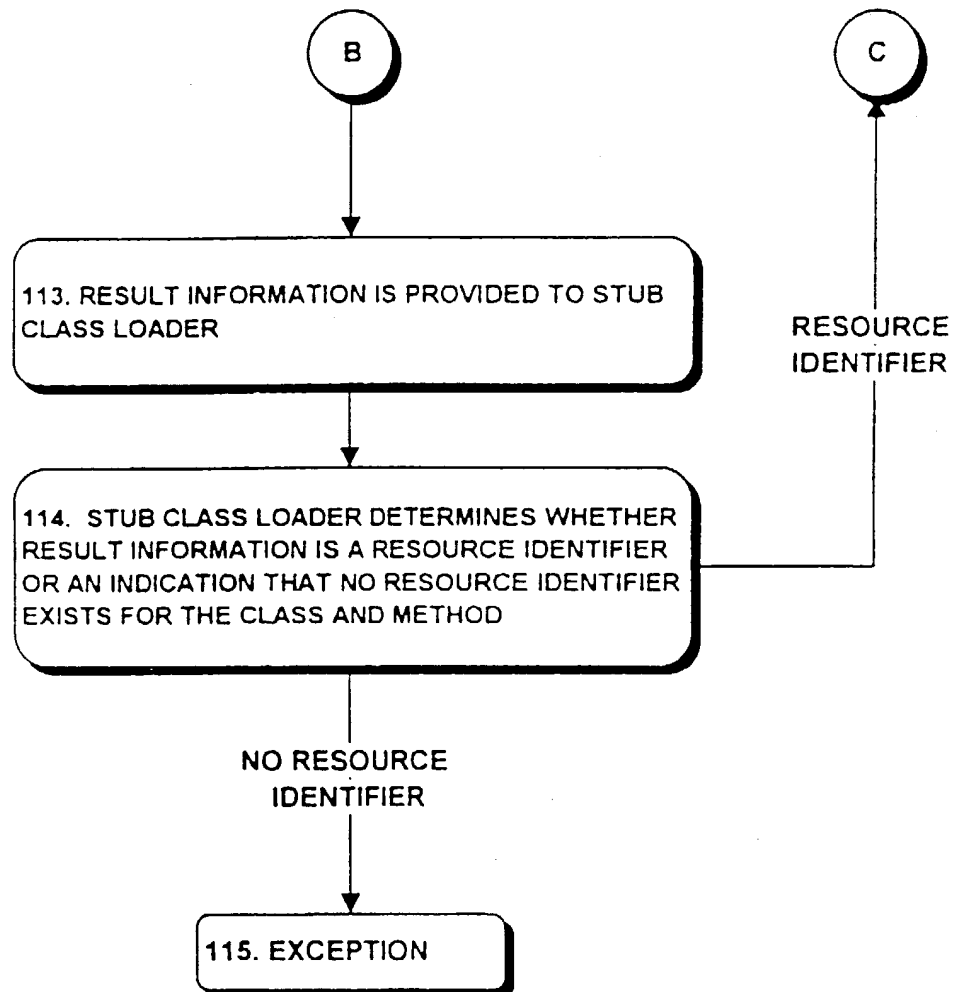 B
C
113. RESULT INFORMATION IS PROVIDED TO STUB
CLASS LOADER
RESOURCE
IDENTIFIER
114. STUB CLASS LOADER DETERMINES WHETHER
RESULT INFORMATION IS A RESOURCE IDENTIFIER
OR AN INDICATION THAT NO RESOURCE IDENTIFIER
EXISTS FOR THE CLASS AND METHOD
NO RESOURCE
IDENTIFIER
115. EXCEPTION